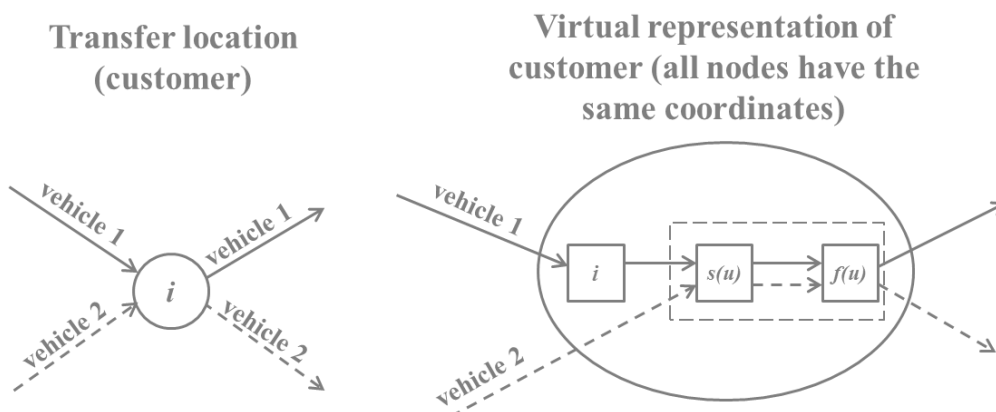 Transfer location
(customer)
vehicle 1
vehicle 1
i
vehicle 2
vehicle 2
Virtual representation of
customer (all nodes have the
same coordinates)
vehicle 1
i
s(u)
f(u)
vehicle 2